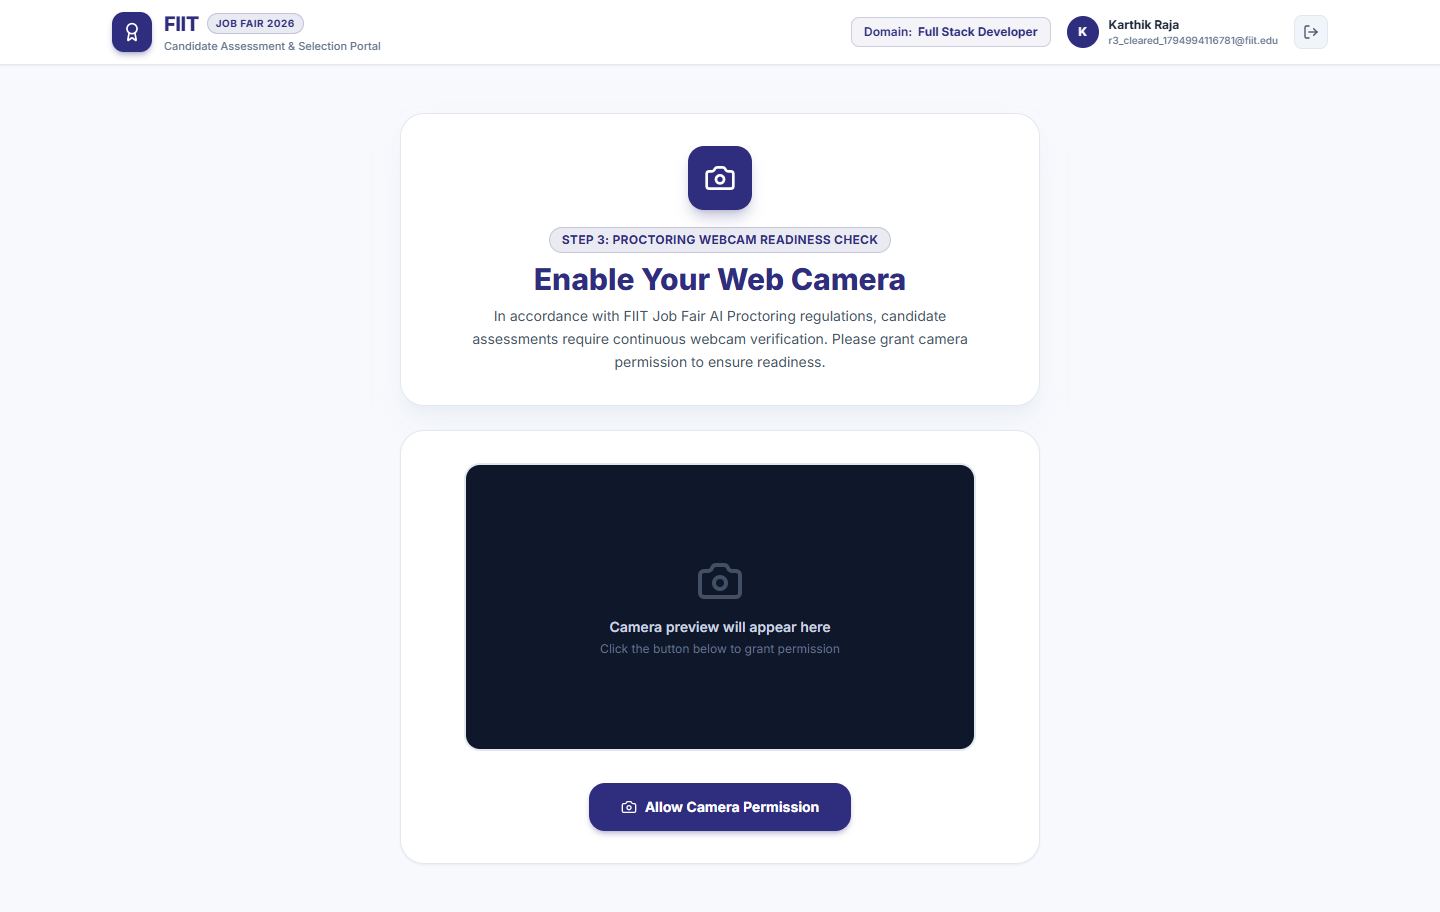 FIIT
JOB FAIR 2026
Candidate Assessment & Selection Portal
Domain: Full Stack Developer
K
Karthik Raja
r3_cleared_1794994116781@fiit.edu
STEP 3: PROCTORING WEBCAM READINESS CHECK
Enable Your Web Camera
In accordance with FIIT Job Fair AI Proctoring regulations, candidate
assessments require continuous webcam verification. Please grant camera
permission to ensure readiness.
Camera preview will appear here
Click the button below to grant permission
Allow Camera Permission